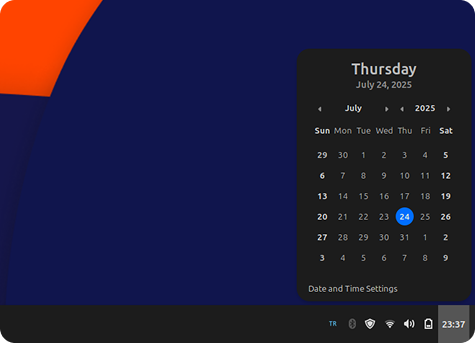 Thursday
July 24, 2025
July 2025
Sun Mon Tue Wed Thu Fri Sat
29 30 1 2 3 4 5
6 7 8 9 10 11 12
13 14 15 16 17 18 19
20 21 22 23 24 25 26
27 28 29 30 31 1 2
3 4 5 6 7 8 9
Date and Time Settings
TR 23:37